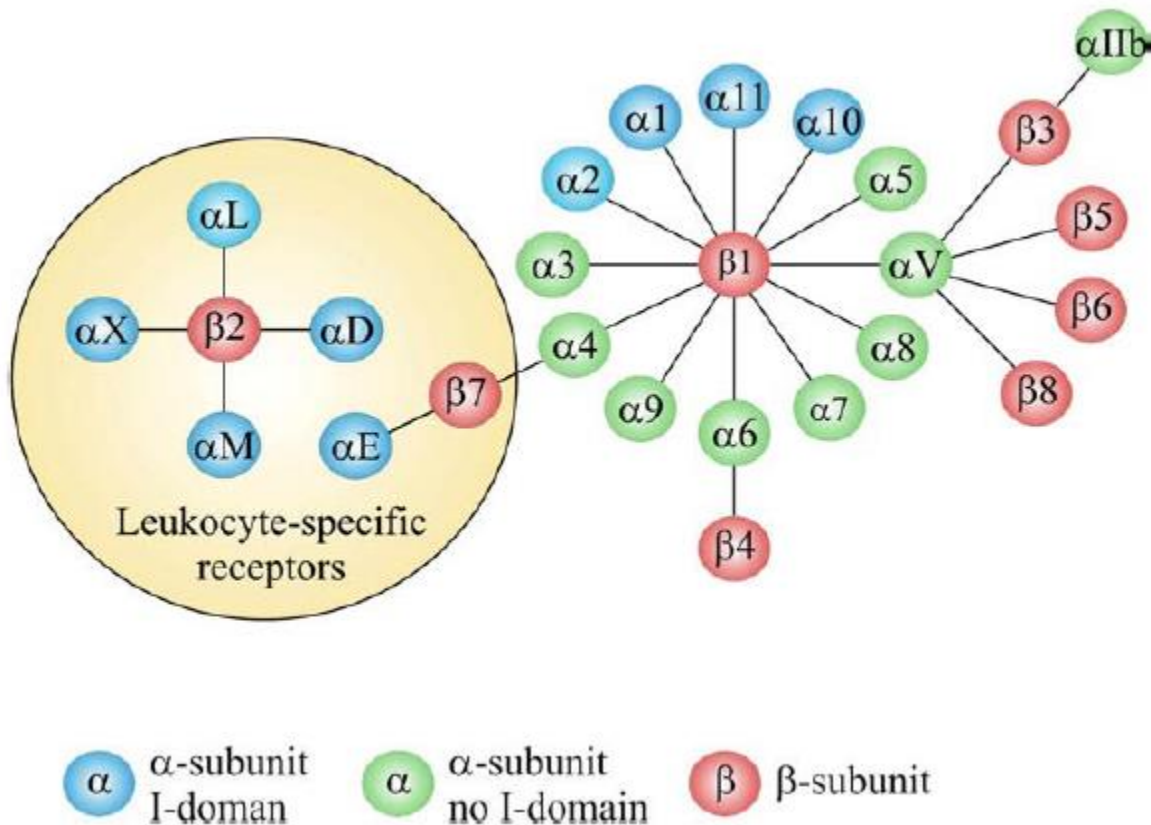 αIIb
α11
α1
α10
β3
α2
α5
αL
β5
α3
β1
αV
αX
β2
αD
β6
α4
α8
β7
β8
α9
α7
αM
αE
α6
Leukocyte-specific
receptors
β4
α
α-subunit
I-doman
α
α-subunit
no I-domain
β
β-subunit